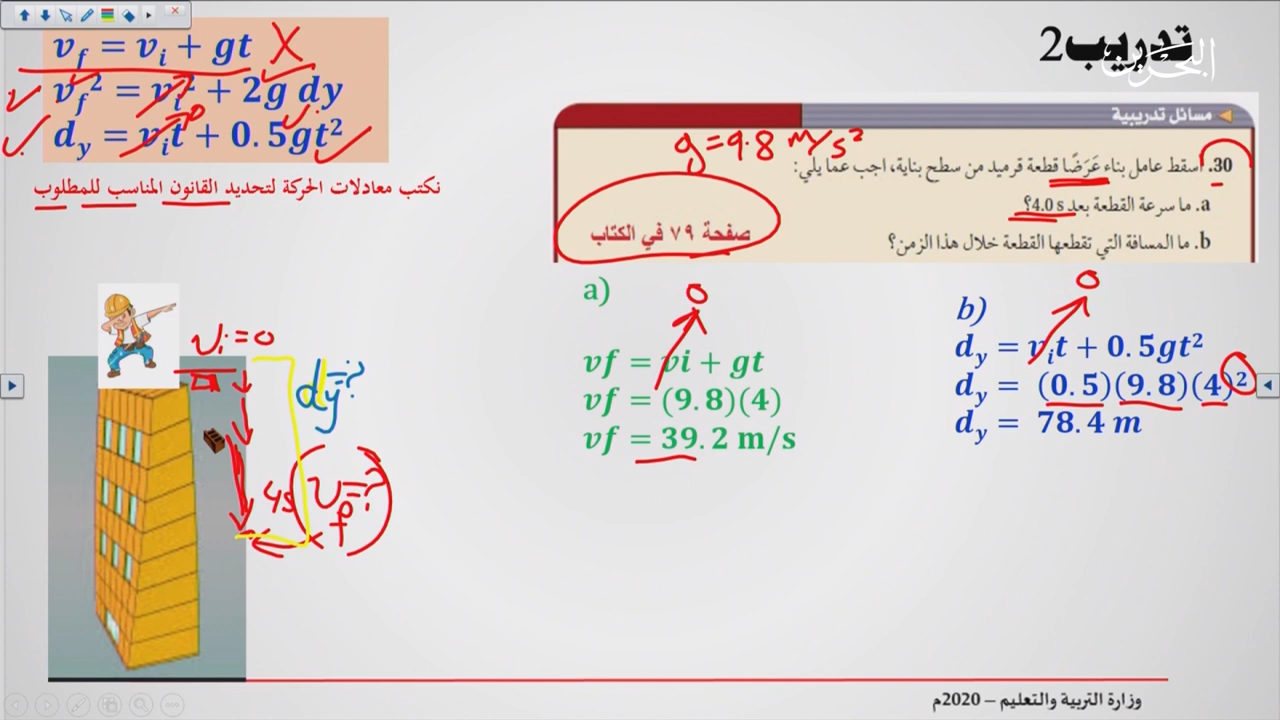 تدريب2
البحرين
v_f = v_i + gt X
v_f² = v_i² + 2g dy
d_y = v_i t + 0.5gt²
0
نكتب معادلات الحركة لتحديد القانون المناسب للمطلوب
مسائل تدريبية
g=9.8 m/s²
30. أسقط عامل بناء عَرَضًا قطعة قرميد من سطح بناية، اجب عما يلي:
a. ما سرعة القطعة بعد 4.0 s؟
b. ما المسافة التي تقطعها القطعة خلال هذا الزمن؟
صفحة ٧٩ في الكتاب
v_i=0
dy=?
4s (v_f=?)
a)
0
vf = vi + gt
vf = (9.8)(4)
vf = 39.2 m/s
b)
0
d_y = v_i t + 0.5gt²
d_y = (0.5)(9.8)(4)²
d_y = 78.4 m
وزارة التربية والتعليم – 2020م